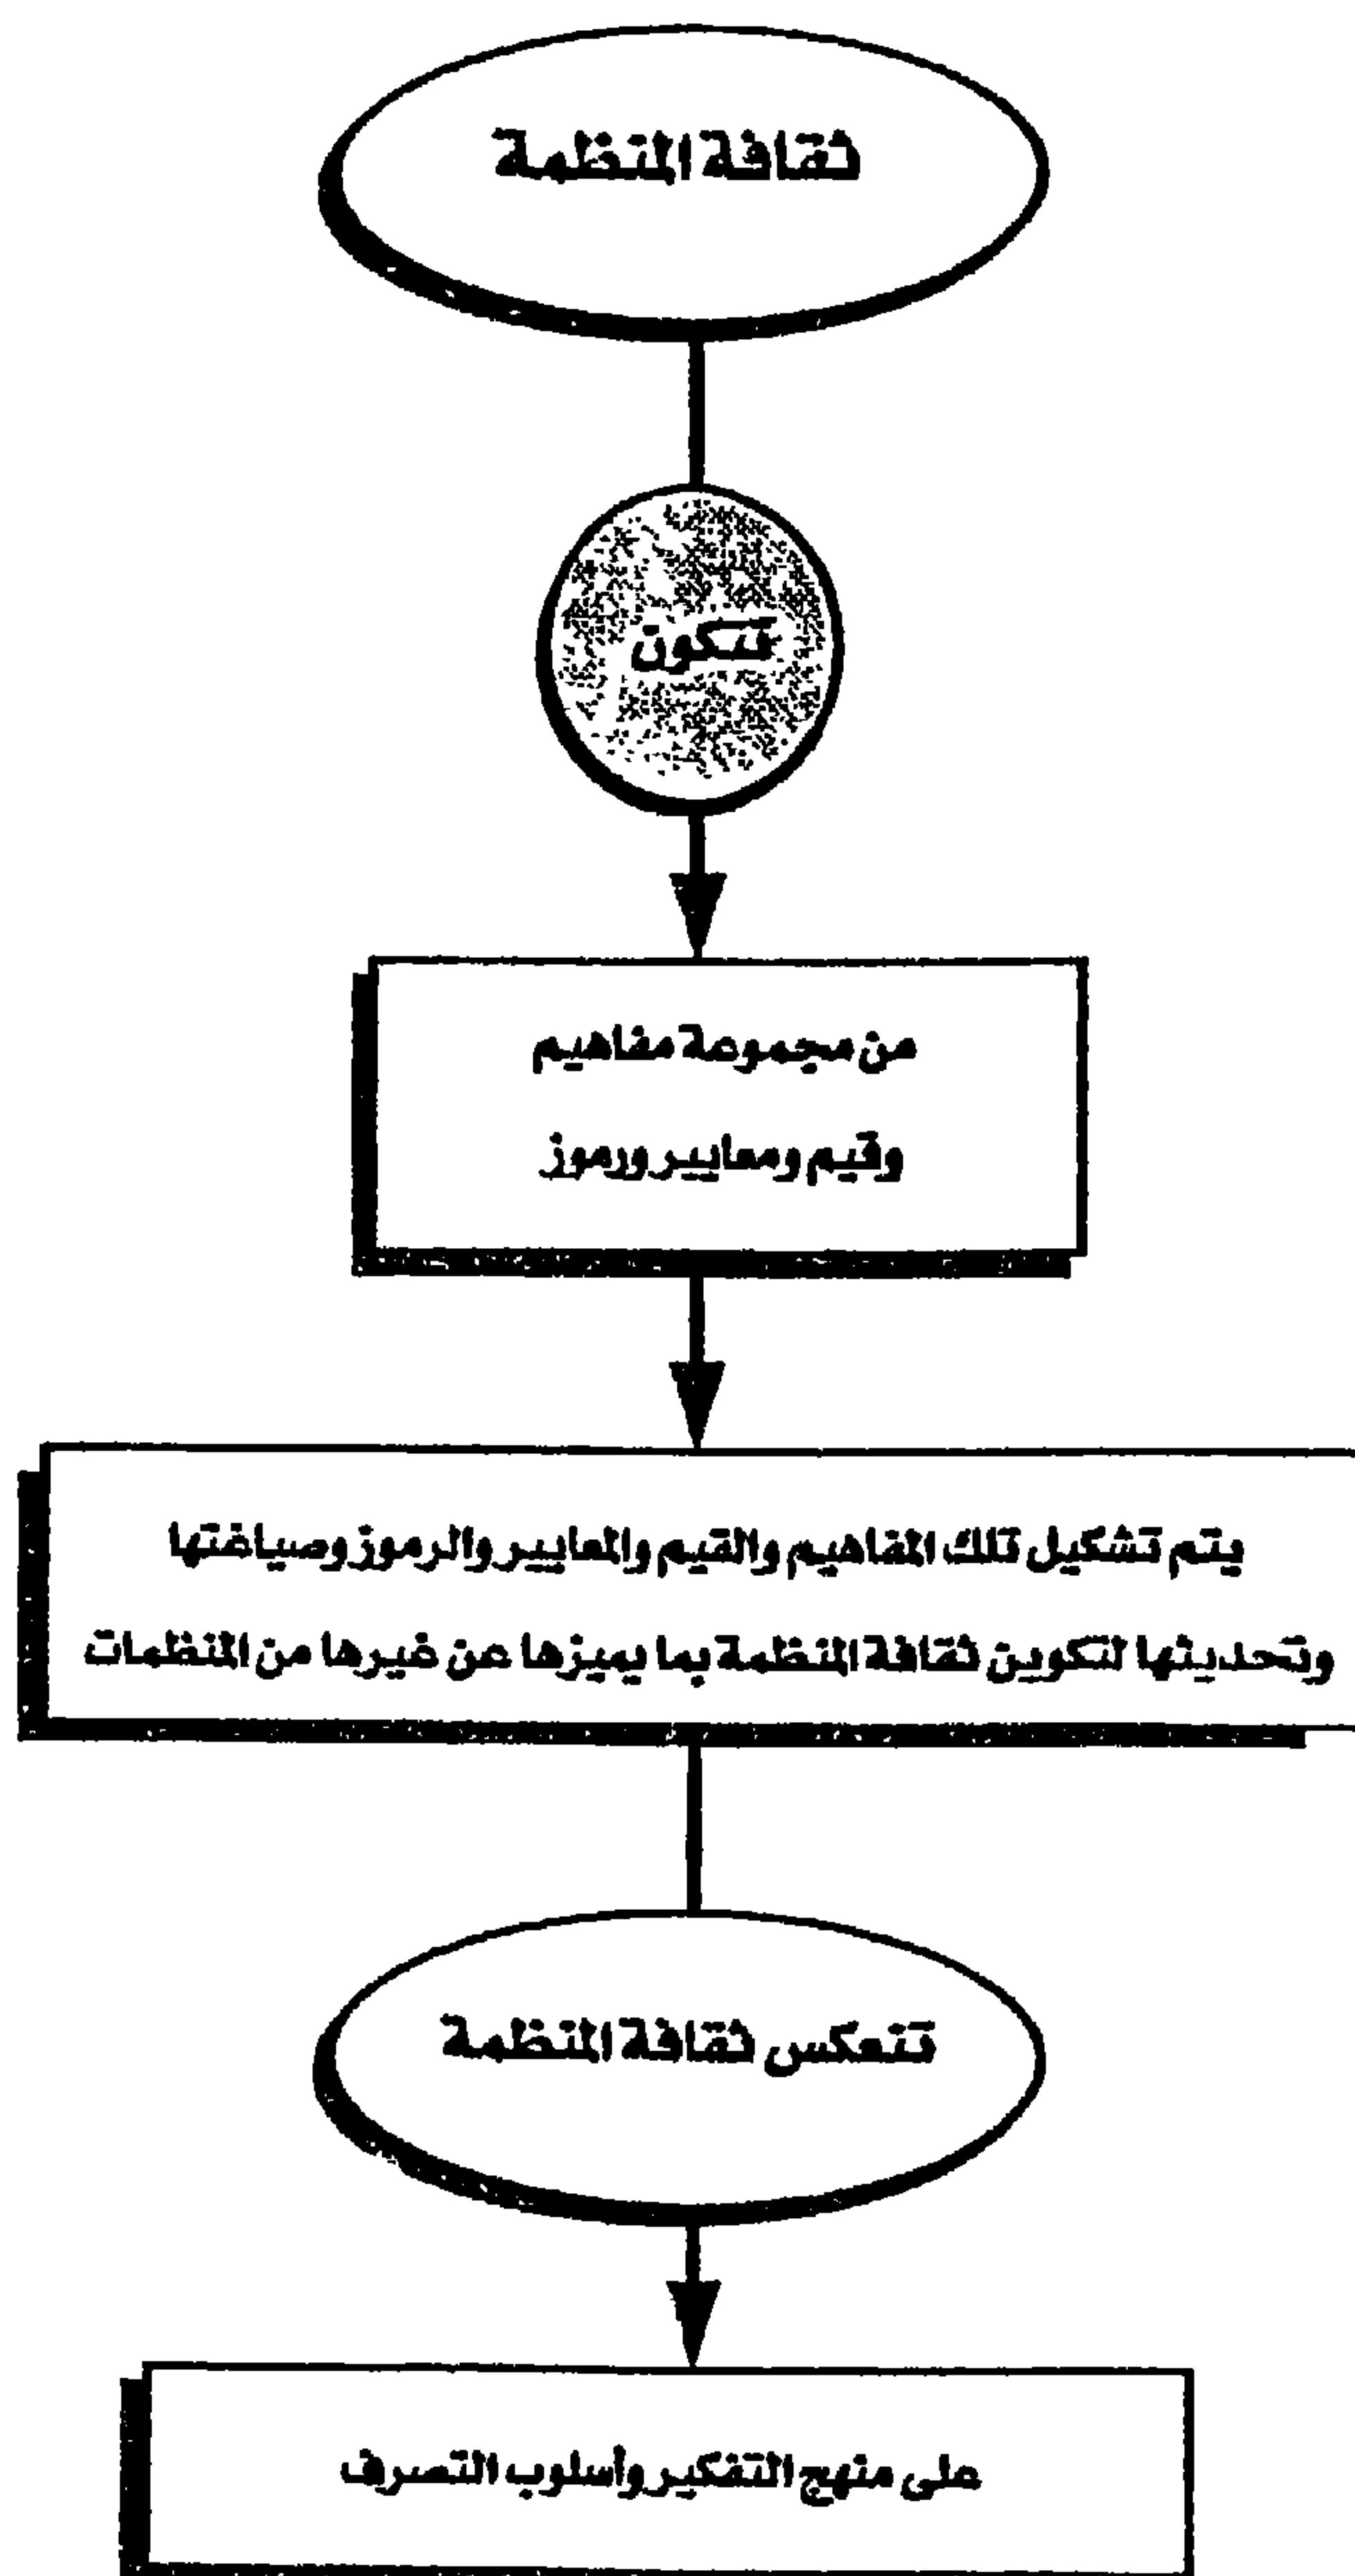 ثقافة المنظمة
تتكون
من مجموعة مفاهيم
وقيم ومعايير ورموز
يتم تشكيل تلك المفاهيم والقيم والمعايير والرموز وصياغتها
وتحديثها لتكوين ثقافة المنظمة بما يميزها عن غيرها من المنظمات
تنعكس ثقافة المنظمة
على منهج التفكير وأسلوب التصرف